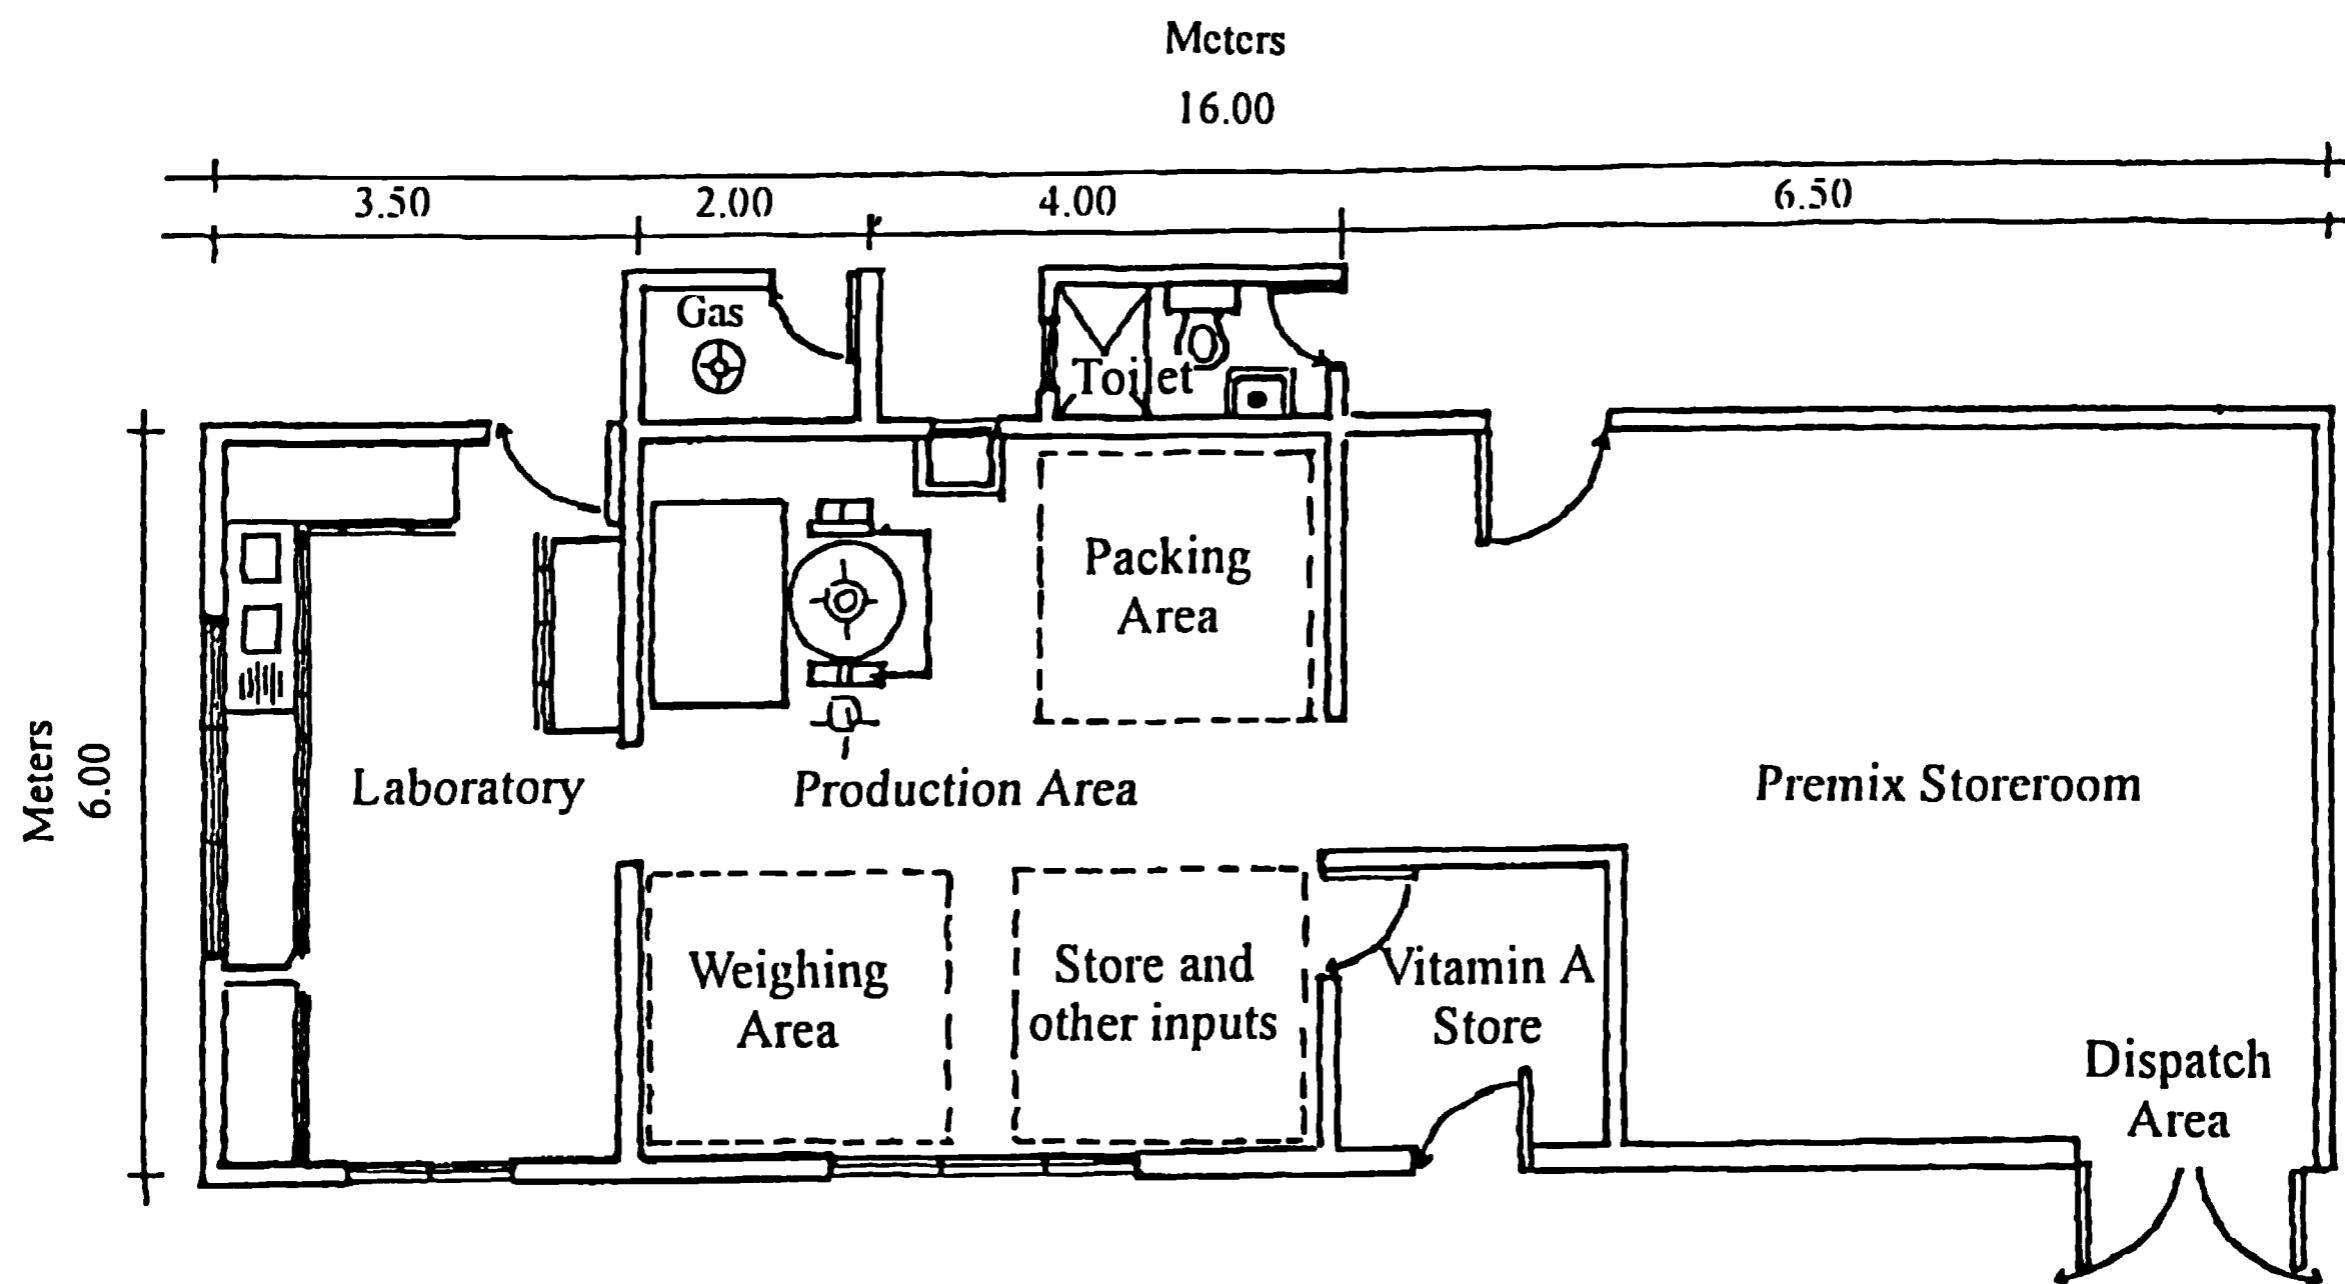 Meters
16.00
3.50 2.00 4.00 6.50
Gas
Toilet
Packing
Area
Meters
6.00
Laboratory
Production Area
Premix Storeroom
Weighing
Area
Store and
other inputs
Vitamin A
Store
Dispatch
Area